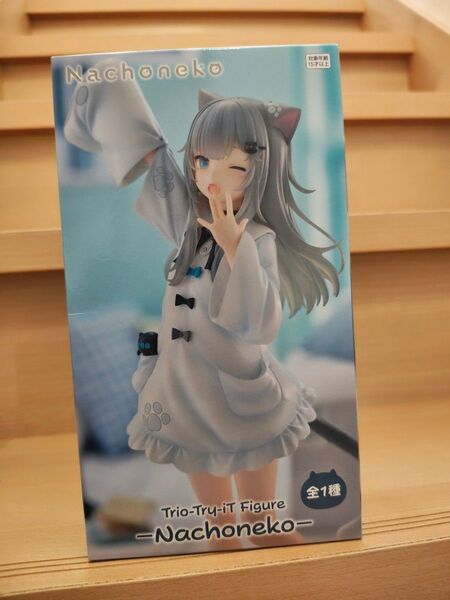 Nachoneko
対象年齢
15才以上
全1種
Trio-Try-iT Figure
—Nachoneko—